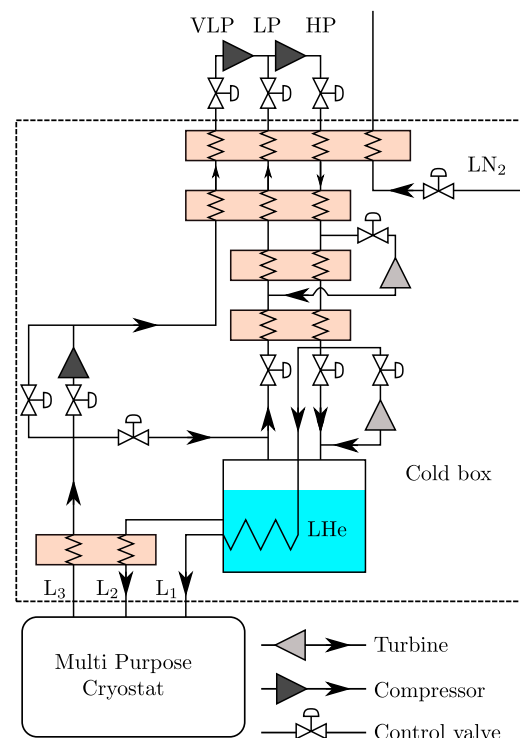 VLP LP HP
LN₂
Cold box
LHe
L₃ L₂ L₁
Multi Purpose
Cryostat
Turbine
Compressor
Control valve